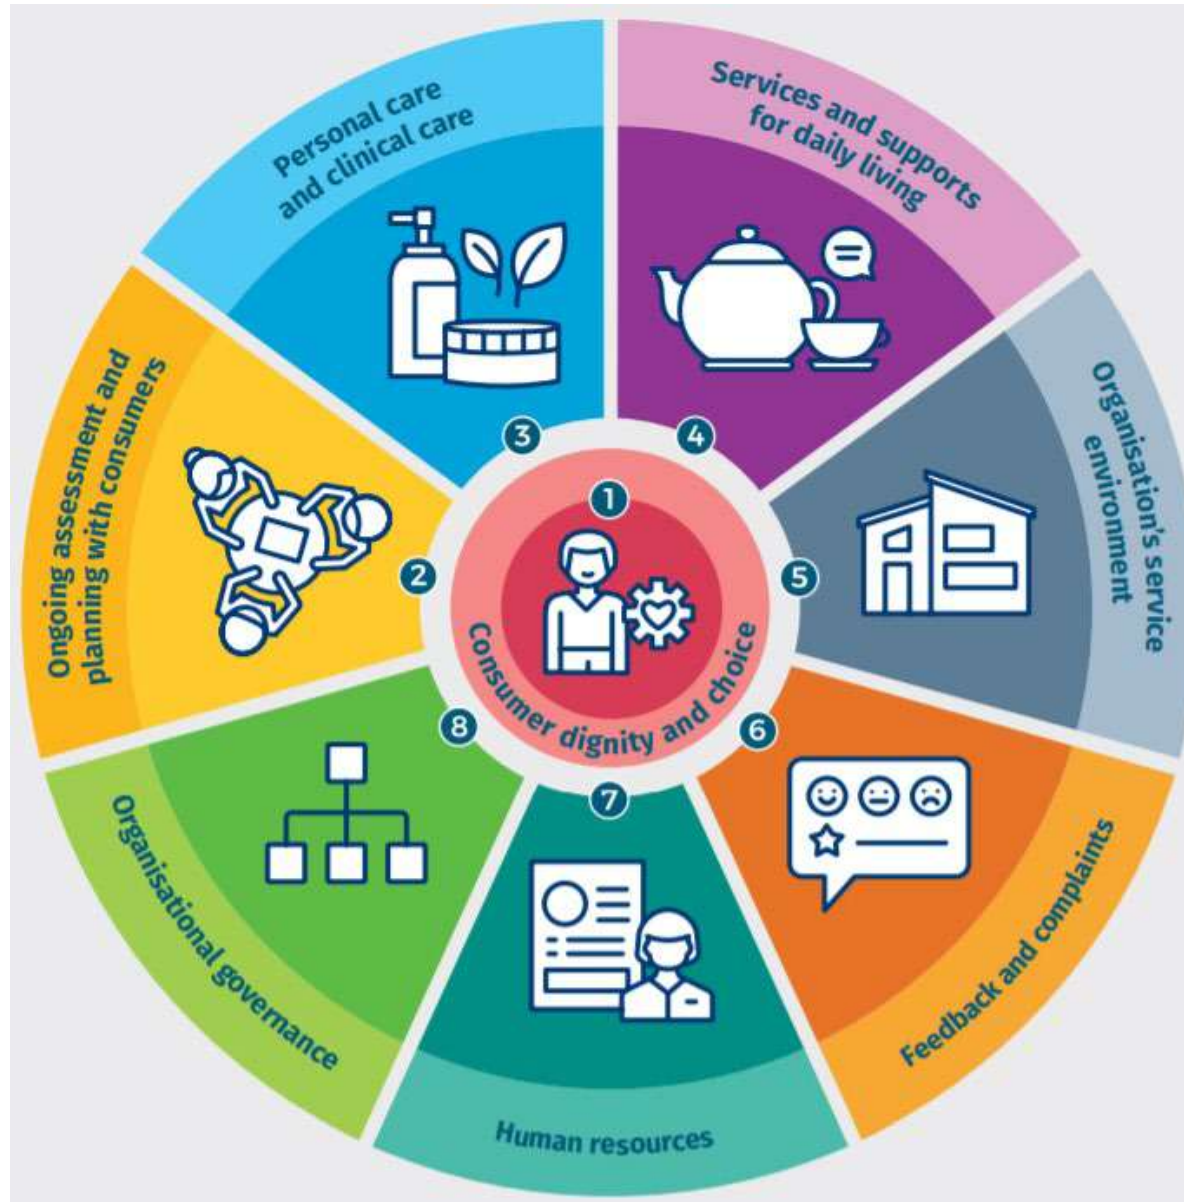 1
Consumer dignity and choice
2
Ongoing assessment and
planning with consumers
3
Personal care
and clinical care
4
Services and supports
for daily living
5
Organisation's service
environment
6
Feedback and complaints
7
Human resources
8
Organisational governance